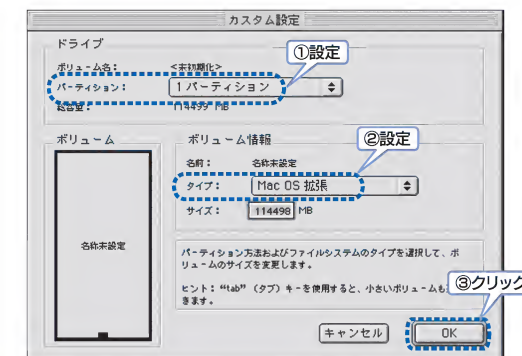 カスタム設定
ドライブ
①設定
ボリューム名： <未初期化>
パーティション： 1 パーティション
総容量： 114499 MB
ボリューム
ボリューム情報
②設定
名前： 名称未設定
タイプ： Mac OS 拡張
サイズ： 114498 MB
名称未設定
パーティション方法およびファイルシステムのタイプを選択して、ボ
リュームのサイズを変更します。
ヒント：“tab”（タブ）キーを使用すると、小さいボリュームも
きます。
③クリック
キャンセル
OK